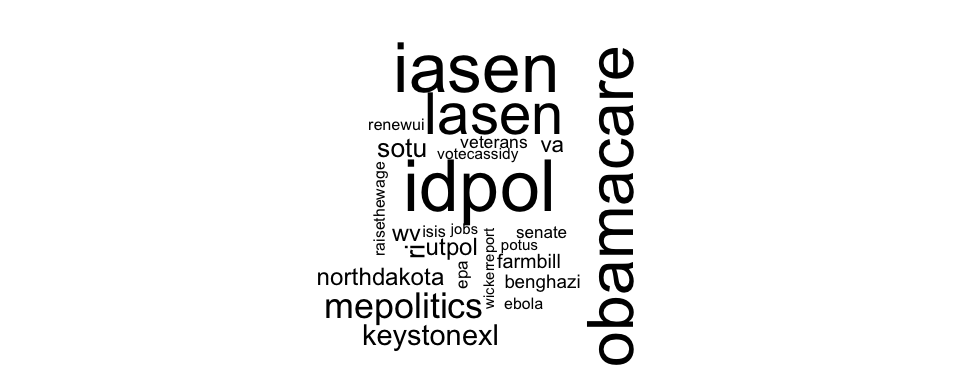 iasen
lasen
renewui
sotu
veterans
va
votecassidy
idpol
raisethewage
wv
isis
jobs
senate
ri
utpol
potus
epa
wickerreport
farmbill
northdakota
benghazi
mepolitics
ebola
keystonexl
obamacare